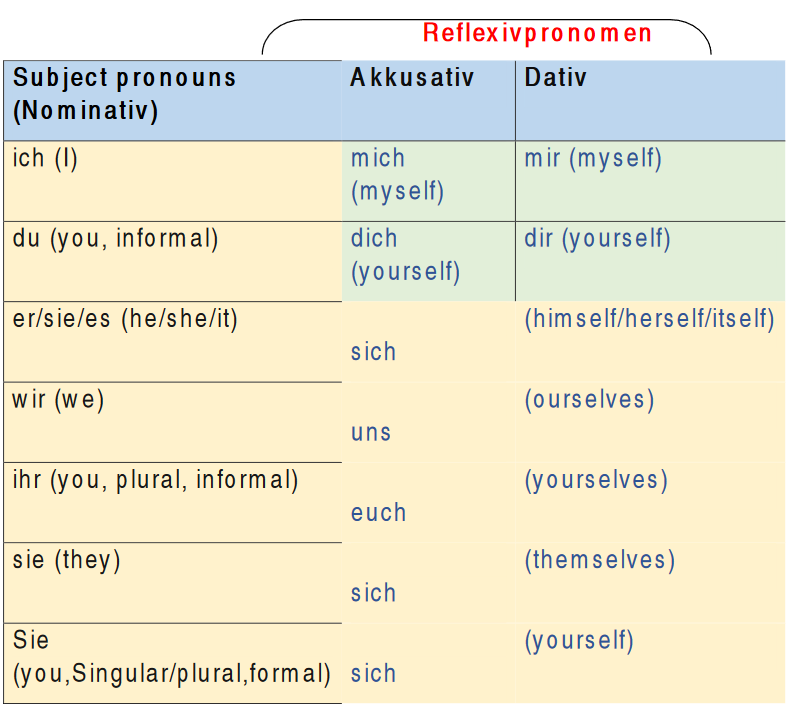 Reflexivpronomen
Subject pronouns Akkusativ Dativ
(Nominativ)
ich (I) mich mir (myself)
(myself)
du (you, informal) dich dir (yourself)
(yourself)
er/sie/es (he/she/it) (himself/herself/itself)
sich
wir (we) (ourselves)
uns
ihr (you, plural, informal) (yourselves)
euch
sie (they) (themselves)
sich
Sie (yourself)
(you,Singular/plural,formal) sich